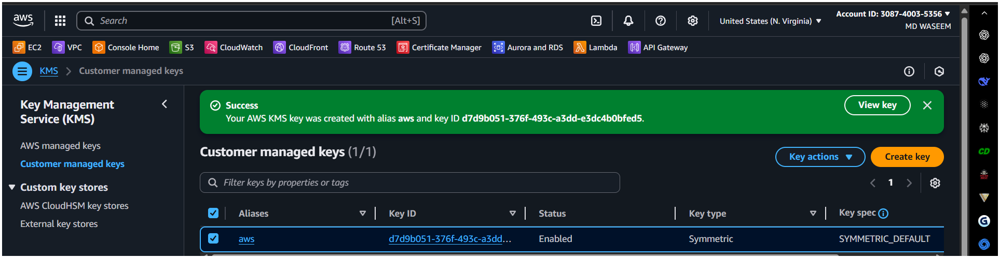 aws
Search
[Alt+S]
United States (N. Virginia)
Account ID: 3087-4003-5356
MD WASEEM
EC2
VPC
Console Home
S3
CloudWatch
CloudFront
Route 53
Certificate Manager
Aurora and RDS
Lambda
API Gateway
KMS
Customer managed keys
Key Management
Service (KMS)
AWS managed keys
Customer managed keys
Custom key stores
AWS CloudHSM key stores
External key stores
Success
Your AWS KMS key was created with alias aws and key ID d7d9b051-376f-493c-a3dd-e3dc4b0bfed5.
View key
Customer managed keys (1/1)
Key actions
Create key
Filter keys by properties or tags
1
Aliases
Key ID
Status
Key type
Key spec
aws
d7d9b051-376f-493c-a3dd...
Enabled
Symmetric
SYMMETRIC_DEFAULT
CD